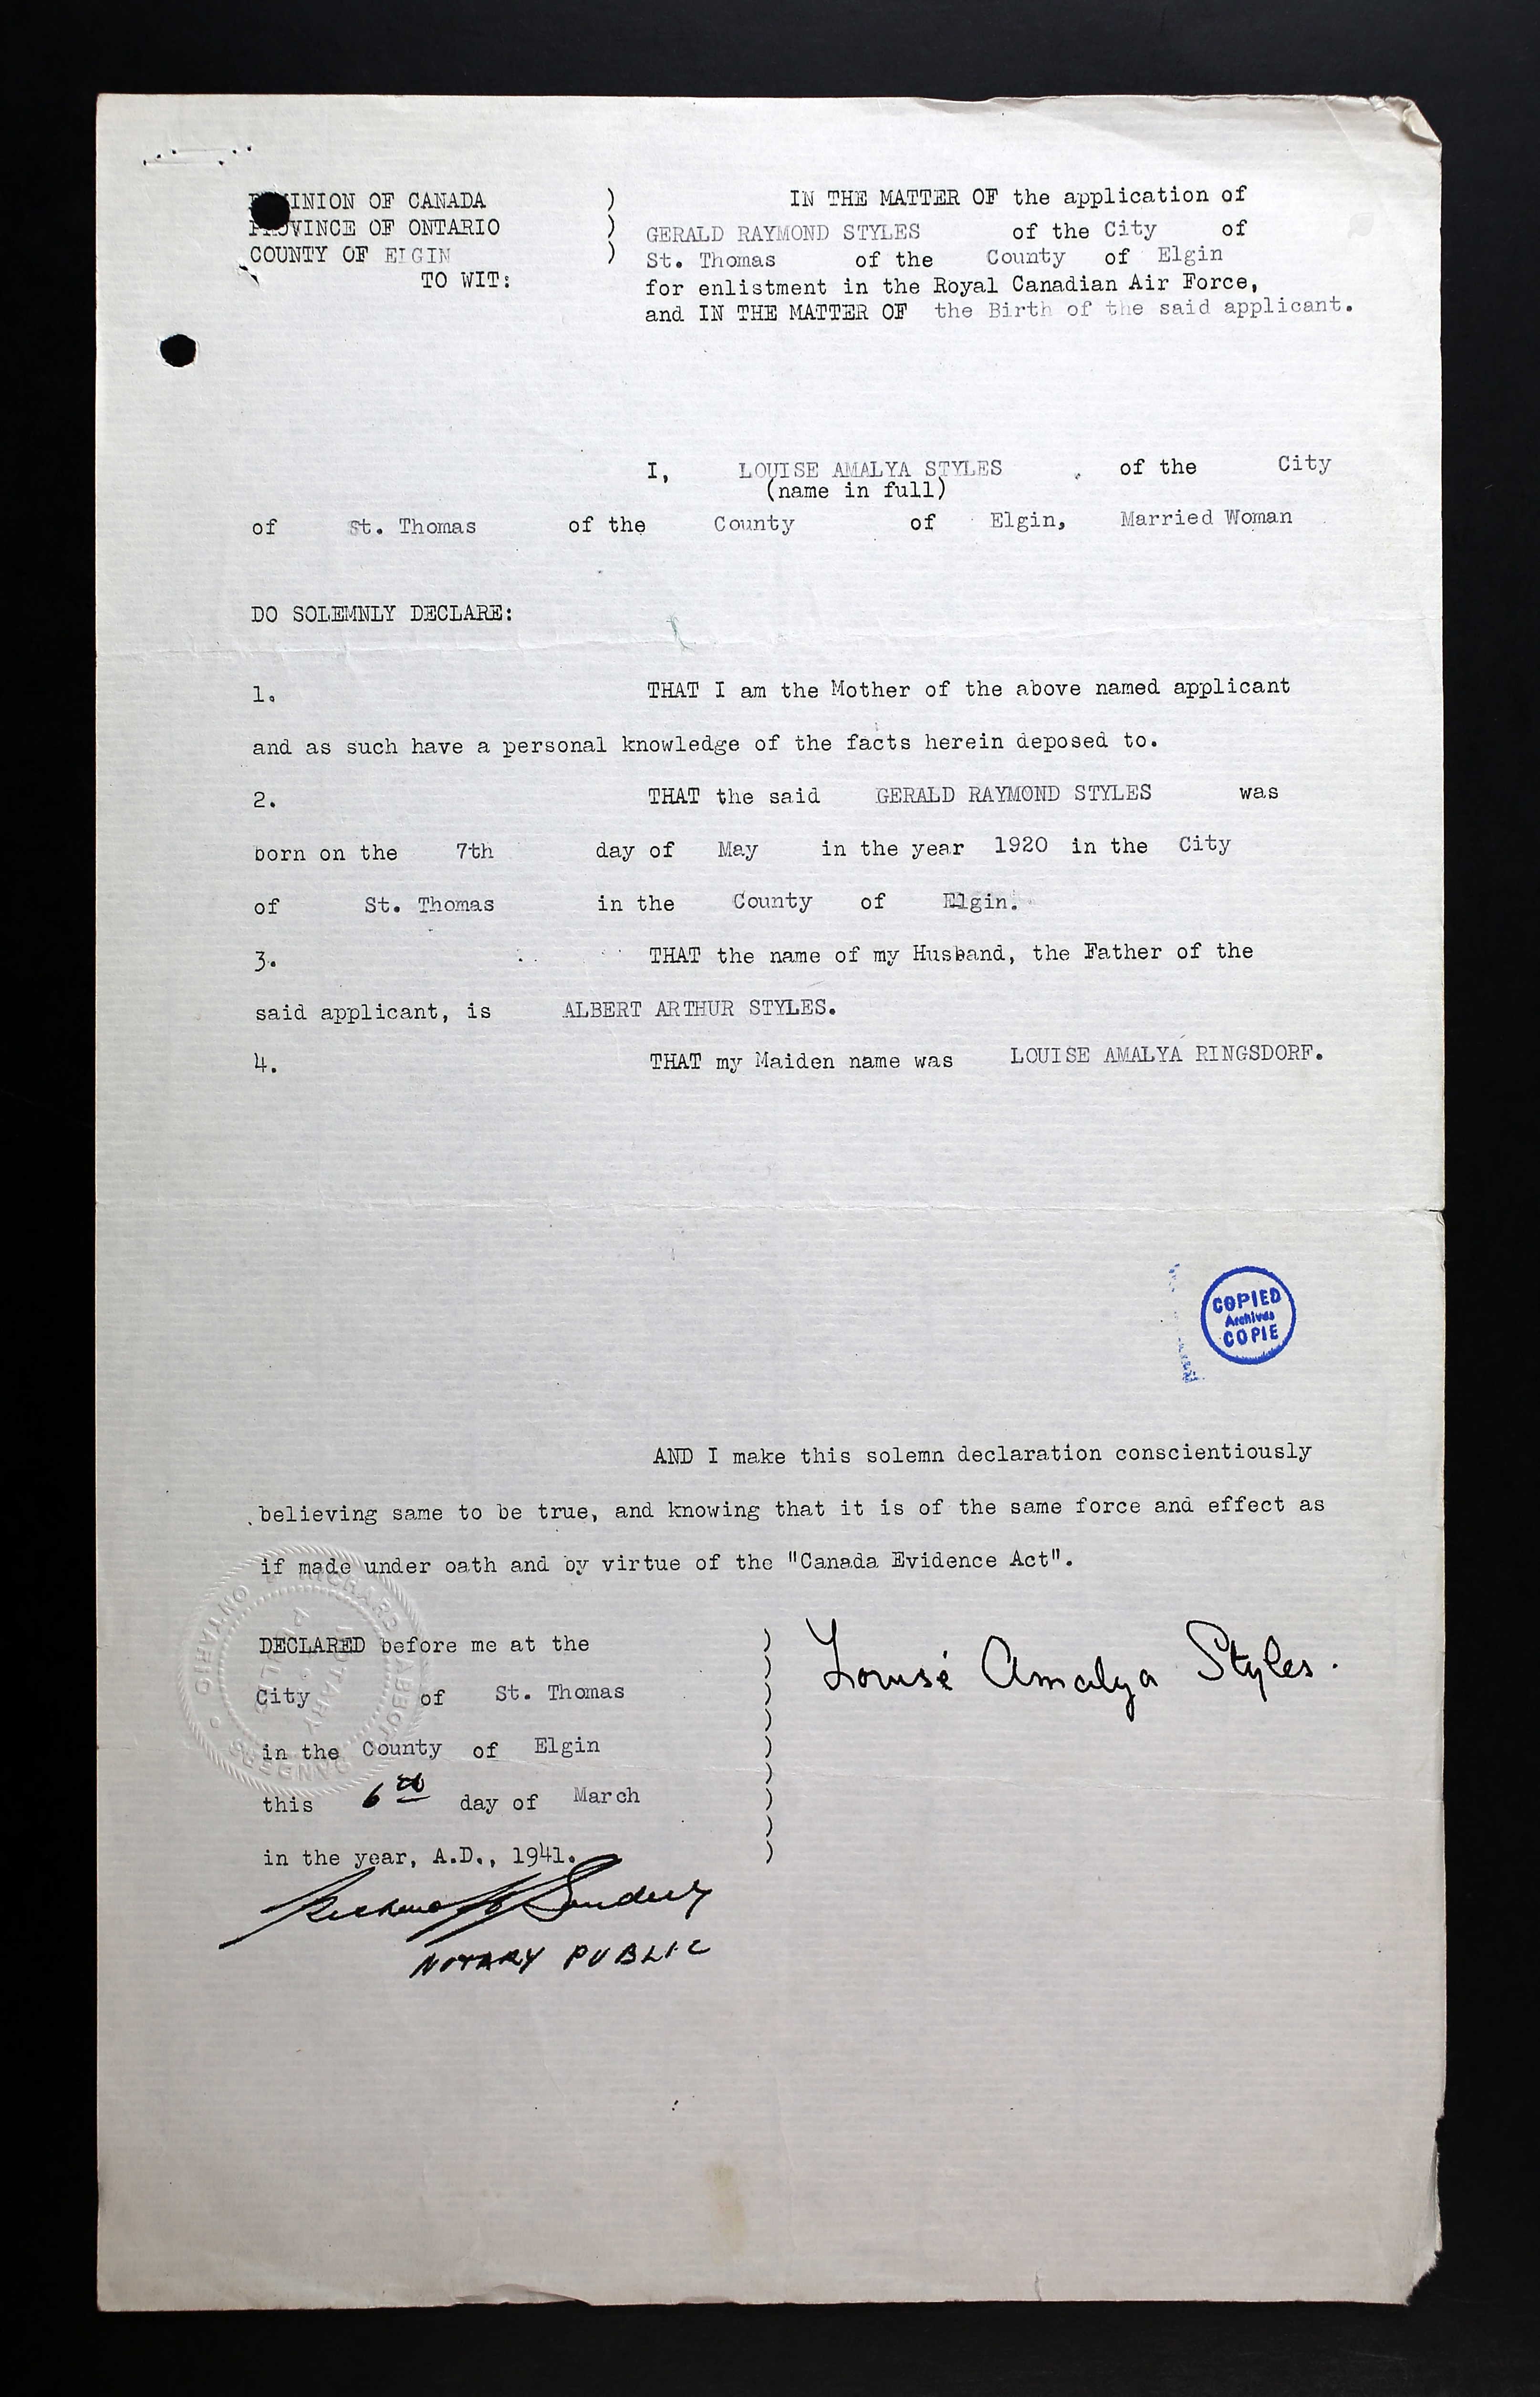 DOMINION OF CANADA )
PROVINCE OF ONTARIO )
COUNTY OF ELGIN )
TO WIT:
IN THE MATTER OF the application of
GERALD RAYMOND STYLES of the City of
St. Thomas of the County of Elgin
for enlistment in the Royal Canadian Air Force,
and IN THE MATTER OF the Birth of the said applicant.
I, LOUISE AMALYA STYLES , of the City
(name in full)
of St. Thomas of the County of Elgin, Married Woman
DO SOLEMNLY DECLARE:
1. THAT I am the Mother of the above named applicant
and as such have a personal knowledge of the facts herein deposed to.
2. THAT the said GERALD RAYMOND STYLES was
born on the 7th day of May in the year 1920 in the City
of St. Thomas in the County of Elgin.
3. THAT the name of my Husband, the Father of the
said applicant, is ALBERT ARTHUR STYLES.
4. THAT my Maiden name was LOUISE AMALYA RINGSDORF.
COPIED
Archives
COPIE
AND I make this solemn declaration conscientiously
believing same to be true, and knowing that it is of the same force and effect as
if made under oath and by virtue of the "Canada Evidence Act".
DECLARED before me at the
City of St. Thomas
in the County of Elgin
this 6th day of March
in the year, A.D., 1941.
Louise Amalya Styles.
NOTARY PUBLIC
RICHARD ABBOT SANDERS
ONTARIO
NOTARY
PUBLIC